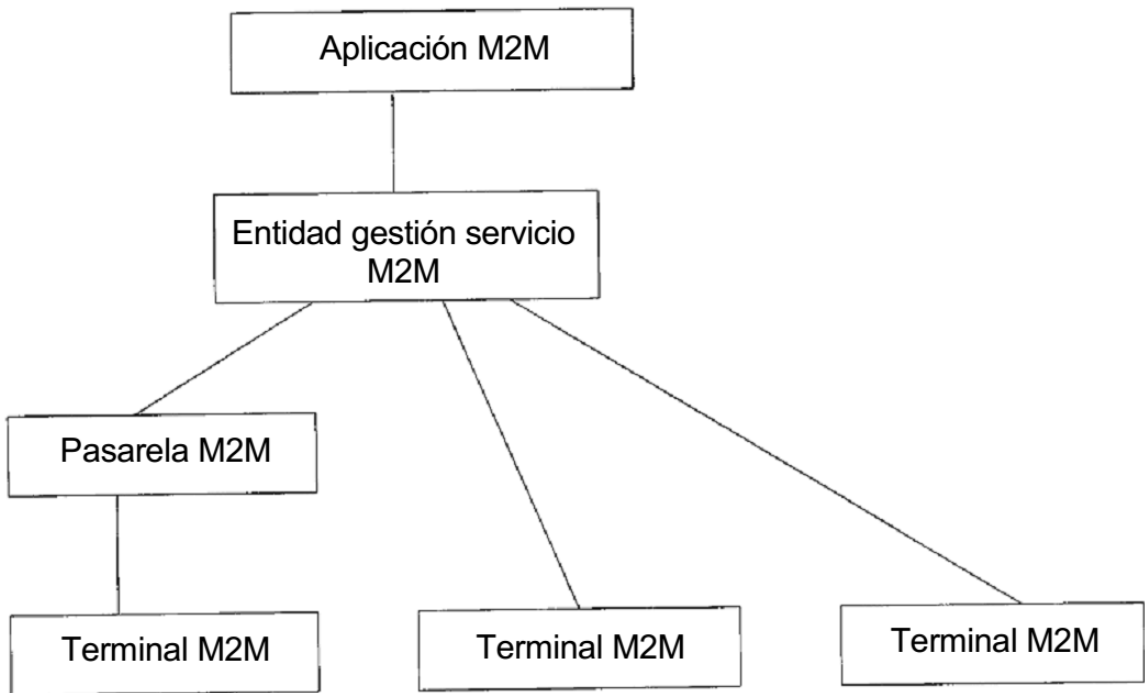 Aplicación M2M
Entidad gestión servicio
M2M
Pasarela M2M
Terminal M2M
Terminal M2M
Terminal M2M